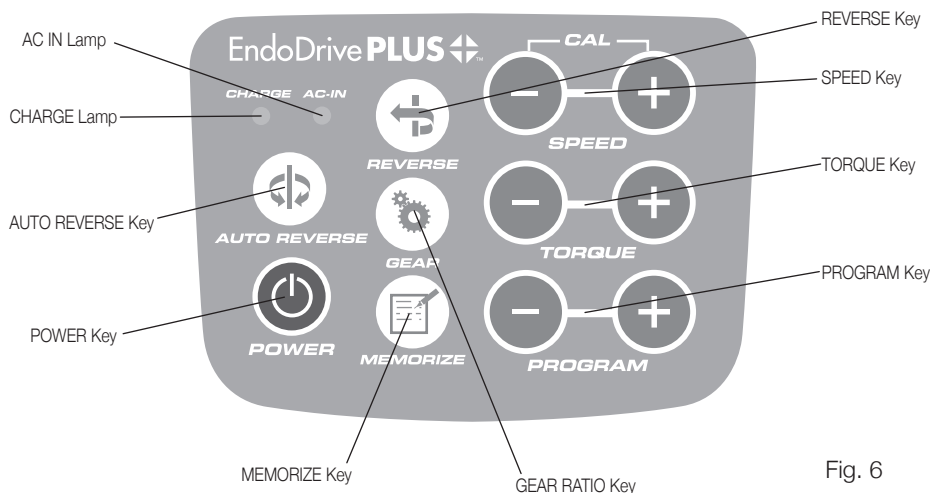 REVERSE Key
AC IN Lamp
EndoDrive PLUS ™
CAL
SPEED Key
CHARGE AC-IN
CHARGE Lamp
SPEED
REVERSE
TORQUE Key
AUTO REVERSE Key
AUTO REVERSE
TORQUE
GEAR
PROGRAM Key
POWER Key
POWER
MEMORIZE
PROGRAM
MEMORIZE Key
GEAR RATIO Key
Fig. 6